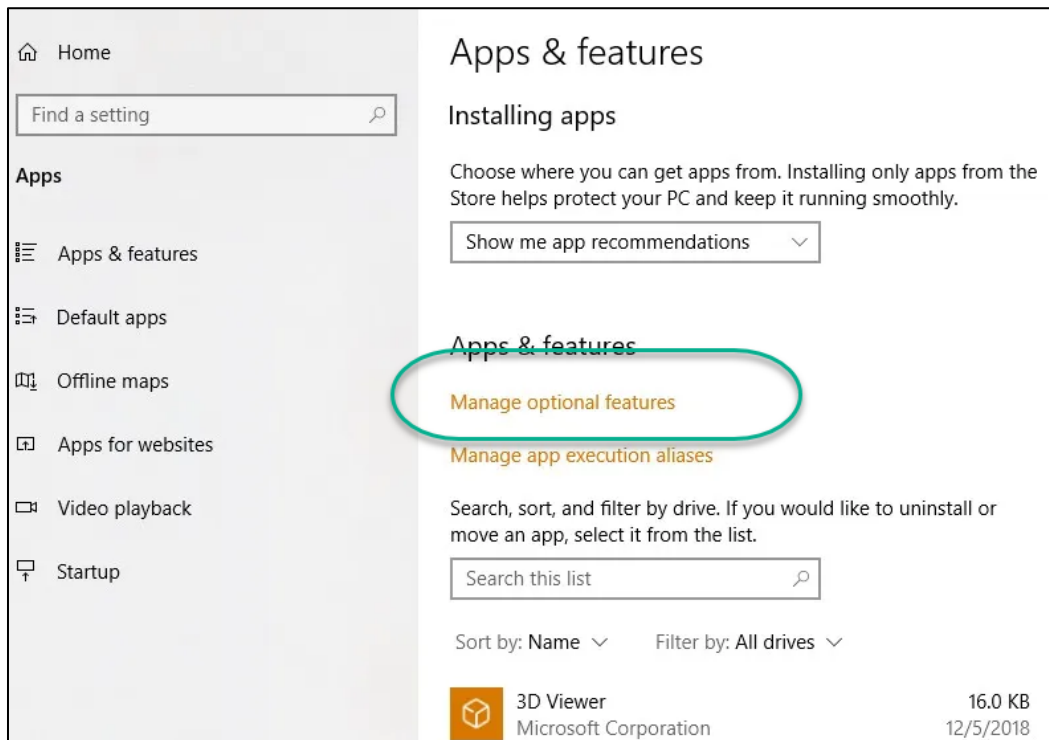 Home
Find a setting
Apps
Apps & features
Default apps
Offline maps
Apps for websites
Video playback
Startup
Apps & features
Installing apps
Choose where you can get apps from. Installing only apps from the
Store helps protect your PC and keep it running smoothly.
Show me app recommendations
Apps & features
Manage optional features
Manage app execution aliases
Search, sort, and filter by drive. If you would like to uninstall or
move an app, select it from the list.
Search this list
Sort by: Name Filter by: All drives
3D Viewer 16.0 KB
Microsoft Corporation 12/5/2018